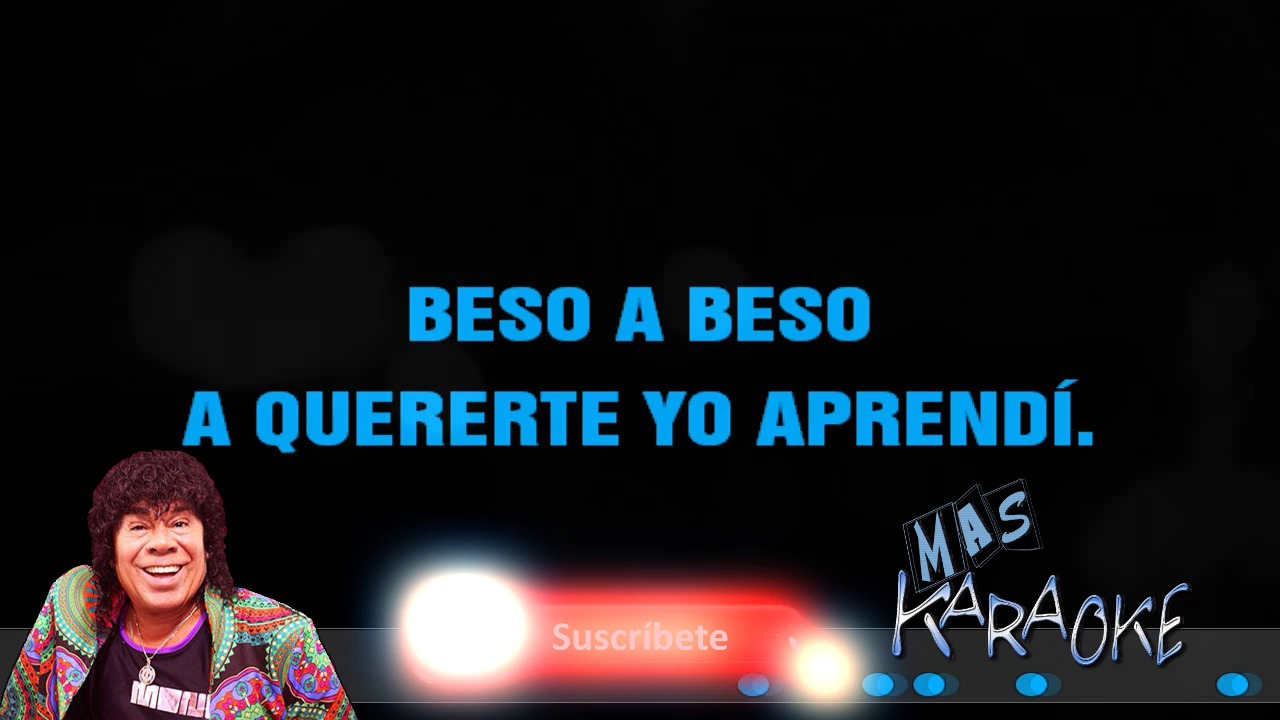 BESO A BESO
A QUERERTE YO APRENDÍ.
MAS
KARAOKE
Suscríbete